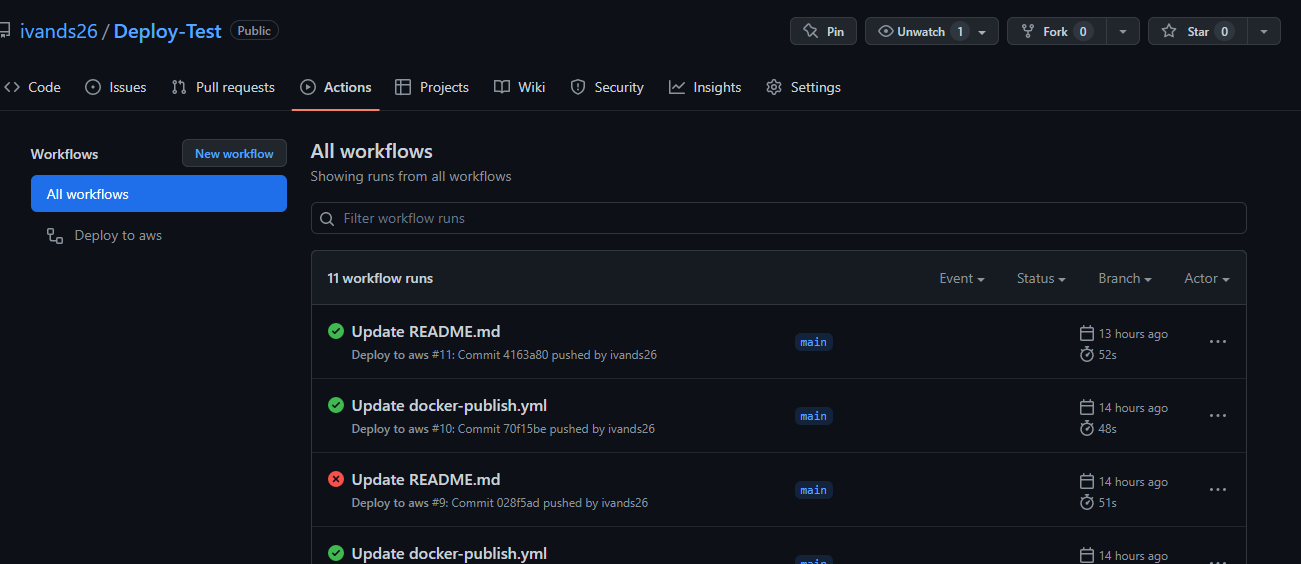 ivands26 / Deploy-Test Public
Pin Unwatch 1 Fork 0 Star 0
Code Issues Pull requests Actions Projects Wiki Security Insights Settings
Workflows New workflow
All workflows
Deploy to aws
All workflows
Showing runs from all workflows
Filter workflow runs
11 workflow runs Event Status Branch Actor
Update README.md
Deploy to aws #11: Commit 4163a80 pushed by ivands26
main
13 hours ago
52s
Update docker-publish.yml
Deploy to aws #10: Commit 70f15be pushed by ivands26
main
14 hours ago
48s
Update README.md
Deploy to aws #9: Commit 028f5ad pushed by ivands26
main
14 hours ago
51s
Update docker-publish.yml
main
14 hours ago